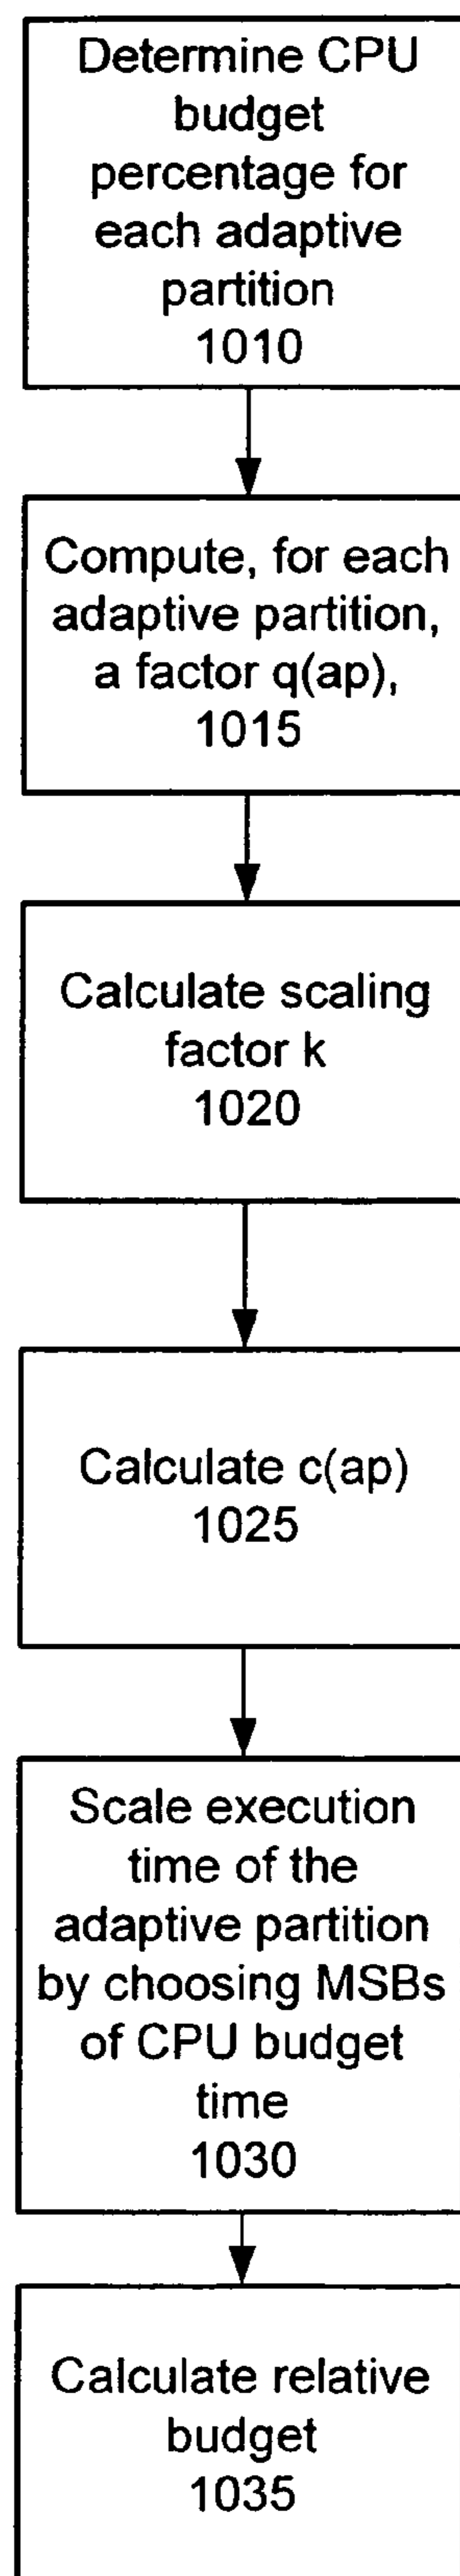 Determine CPU
budget
percentage for
each adaptive
partition
1010
Compute, for each
adaptive partition,
a factor q(ap),
1015
Calculate scaling
factor k
1020
Calculate c(ap)
1025
Scale execution
time of the
adaptive partition
by choosing MSBs
of CPU budget
time
1030
Calculate relative
budget
1035